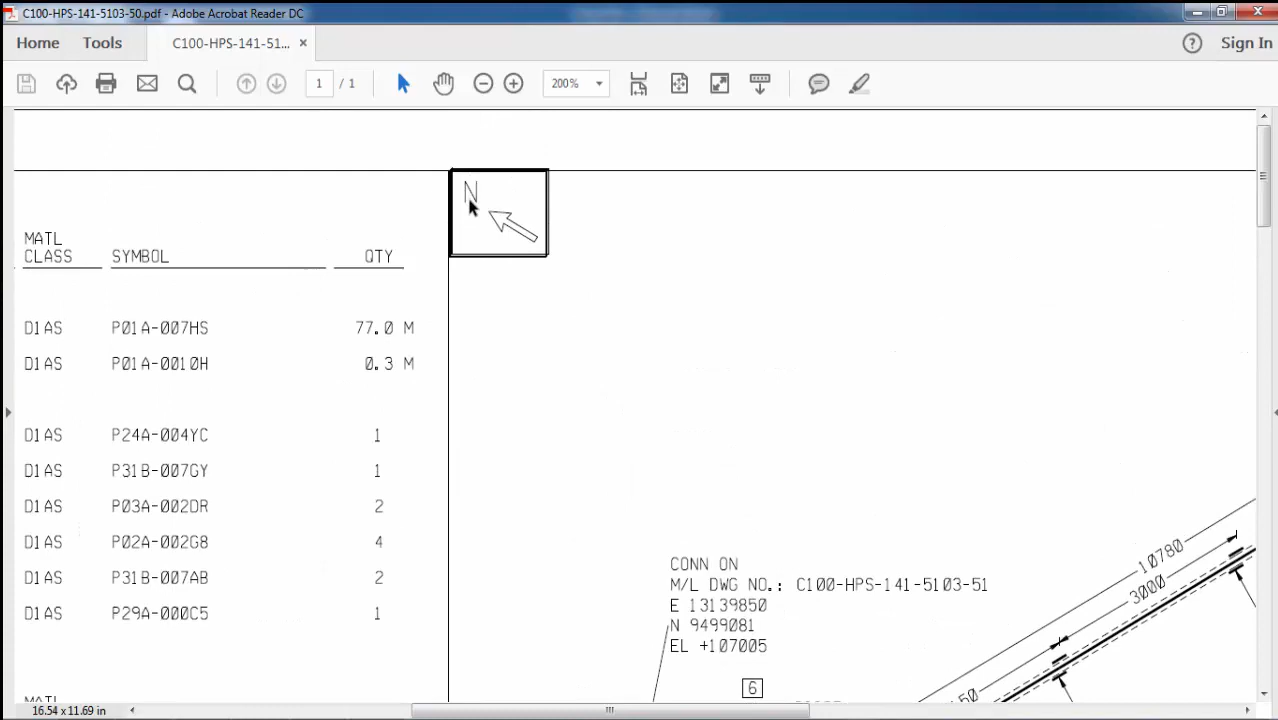 C100-HPS-141-5103-50.pdf - Adobe Acrobat Reader DC
Home Tools C100-HPS-141-51... × Sign In
1 / 1 200%
N
MATL
CLASS SYMBOL QTY
D1AS P01A-007HS 77.0 M
D1AS P01A-0010H 0.3 M
D1AS P24A-004YC 1
D1AS P31B-007GY 1
D1AS P03A-002DR 2
D1AS P02A-002G8 4
D1AS P31B-007AB 2
D1AS P29A-000C5 1
MATL
CONN ON
M/L DWG NO.: C100-HPS-141-5103-51
E 13139850
N 9499081
EL +107005
6
10780
3000
16.54 x 11.69 in